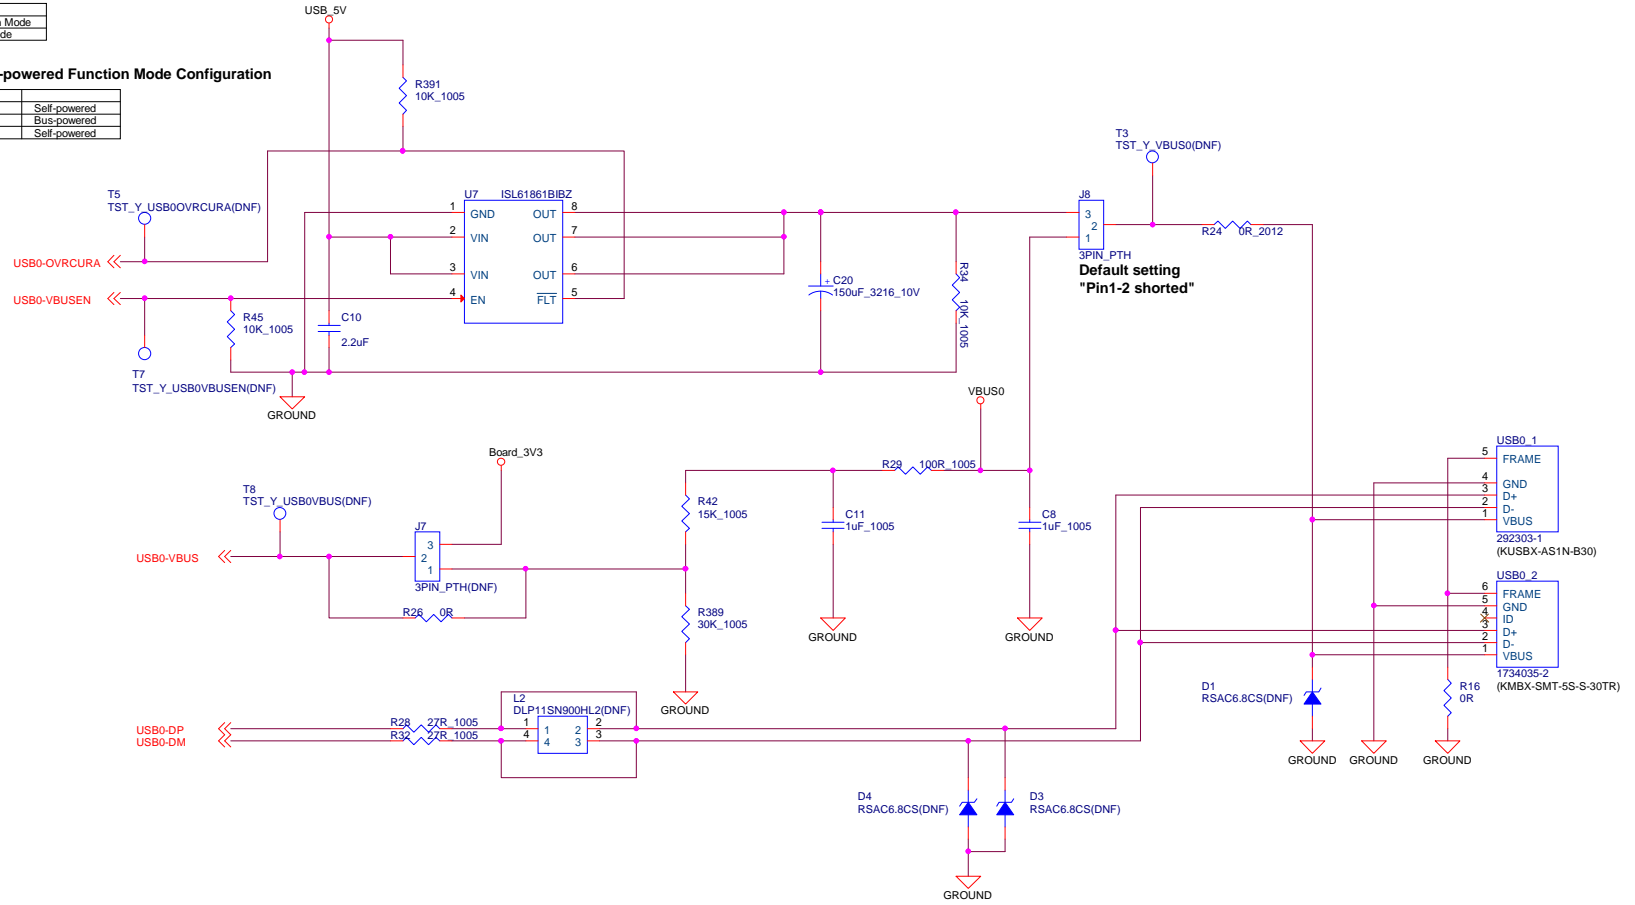 Mode
USB_5V
-powered Function Mode Configuration
Self-powered
Bus-powered
Self-powered
R391
10K_1005
T5
TST_Y_USB0OVRCURA(DNF)
USB0-OVRCURA
USB0-VBUSEN
R45
10K_1005
C10
2.2uF
T7
TST_Y_USB0VBUSEN(DNF)
GROUND
U7 ISL61861BIBZ
1 GND OUT 8
2 VIN OUT 7
3 VIN OUT 6
4 EN FLT 5
C20
+ 150uF_3216_10V
R34
10K_1005
T3
TST_Y_VBUS0(DNF)
J8
3
2
1
3PIN_PTH
Default setting
"Pin1-2 shorted"
R24 0R_2012
VBUS0
Board_3V3
T8
TST_Y_USB0VBUS(DNF)
USB0-VBUS
J7
3
2
1
3PIN_PTH(DNF)
R26 0R
R42
15K_1005
R389
30K_1005
GROUND
R29 100R_1005
C11
1uF_1005
GROUND
C8
1uF_1005
GROUND
USB0_1
5 FRAME
4 GND
3 D+
2 D-
1 VBUS
292303-1
(KUSBX-AS1N-B30)
USB0_2
6 FRAME
5 GND
4 ID
3 D+
2 D-
1 VBUS
1734035-2
(KMBX-SMT-5S-S-30TR)
D1
RSAC6.8CS(DNF)
R16
0R
GROUND GROUND GROUND
USB0-DP
USB0-DM
R28 27R_1005
R32 27R_1005
L2
DLP11SN900HL2(DNF)
1 1 2 2
4 4 3 3
D4
RSAC6.8CS(DNF)
D3
RSAC6.8CS(DNF)
GROUND